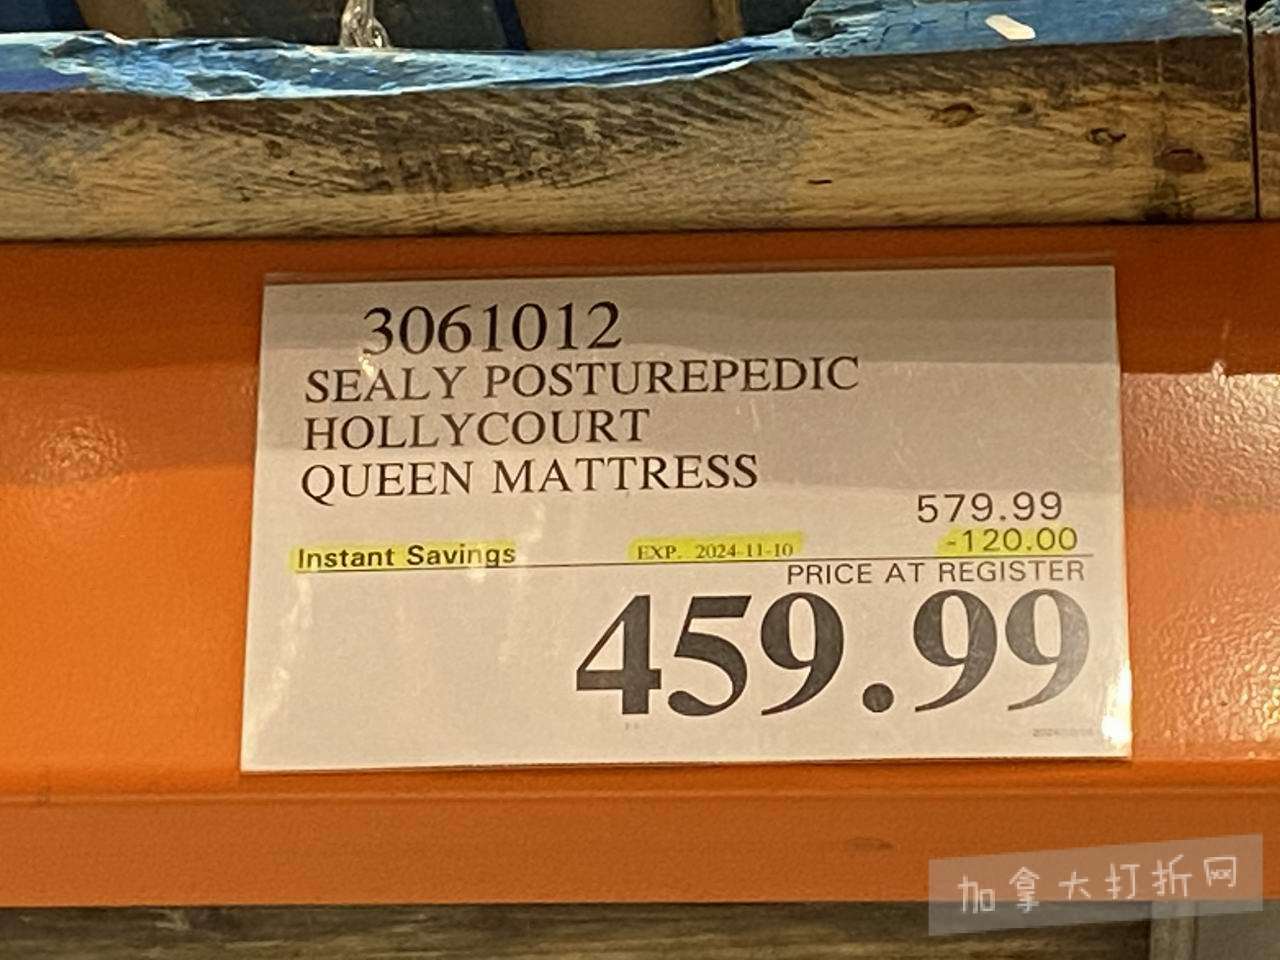 3061012
SEALY POSTUREPEDIC
HOLLYCOURT
QUEEN MATTRESS
579.99
Instant Savings EXP. 2024-11-10 -120.00
PRICE AT REGISTER
459.99
加拿大打折网